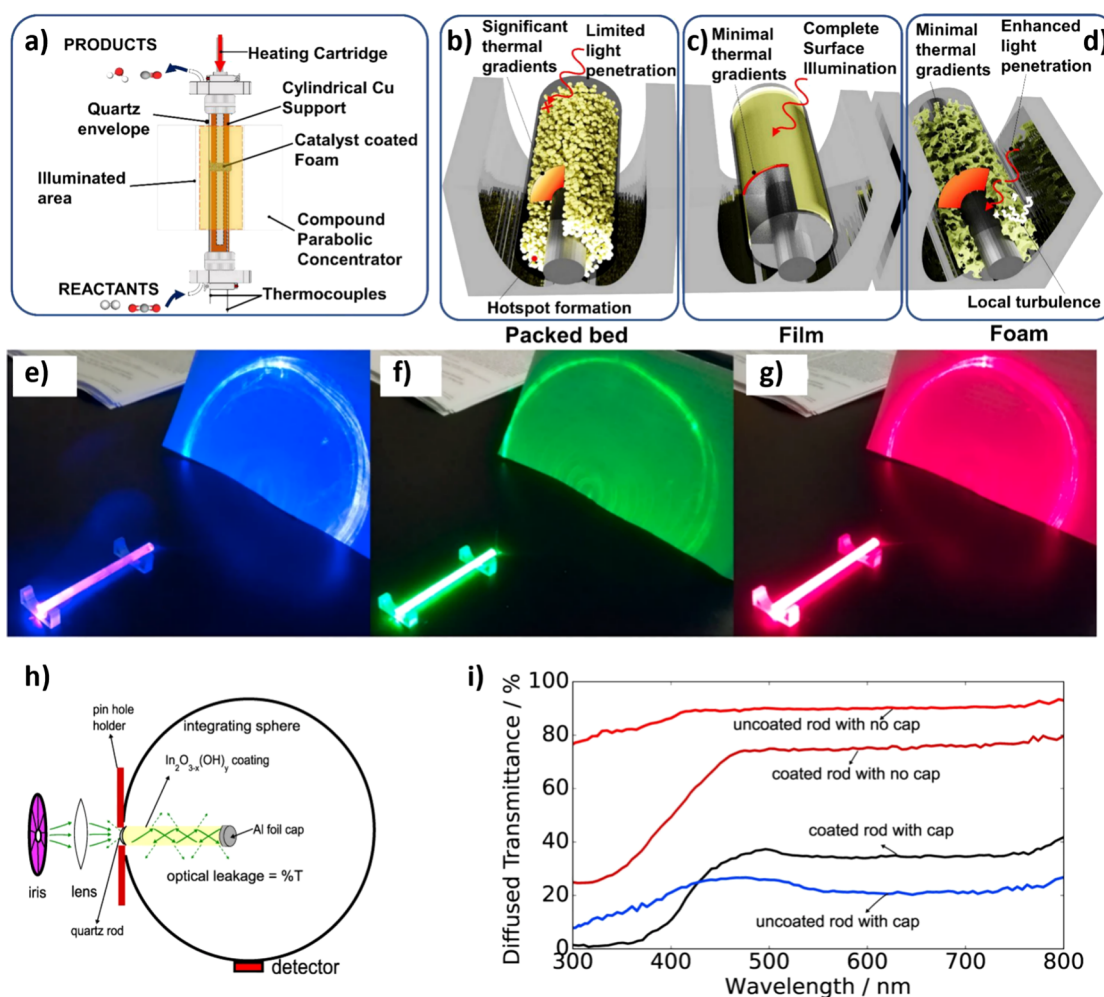 a)
PRODUCTS
Heating Cartridge
Quartz
envelope
Cylindrical Cu
Support
Catalyst coated
Foam
Illuminated
area
Compound
Parabolic
Concentrator
REACTANTS
Thermocouples
b)
Significant
thermal
gradients
Limited
light
penetration
Hotspot formation
Packed bed
c)
Minimal
thermal
gradients
Complete
Surface
Illumination
Film
d)
Minimal
thermal
gradients
Enhanced
light
penetration
Local turbulence
Foam
e)
f)
g)
h)
pin hole
holder
integrating sphere
In2O3-x(OH)y coating
Al foil cap
optical leakage = %T
iris
lens
quartz rod
detector
i)
Diffused Transmittance / %
100
80
60
40
20
0
uncoated rod with no cap
coated rod with no cap
coated rod with cap
uncoated rod with cap
300 400 500 600 700 800
Wavelength / nm